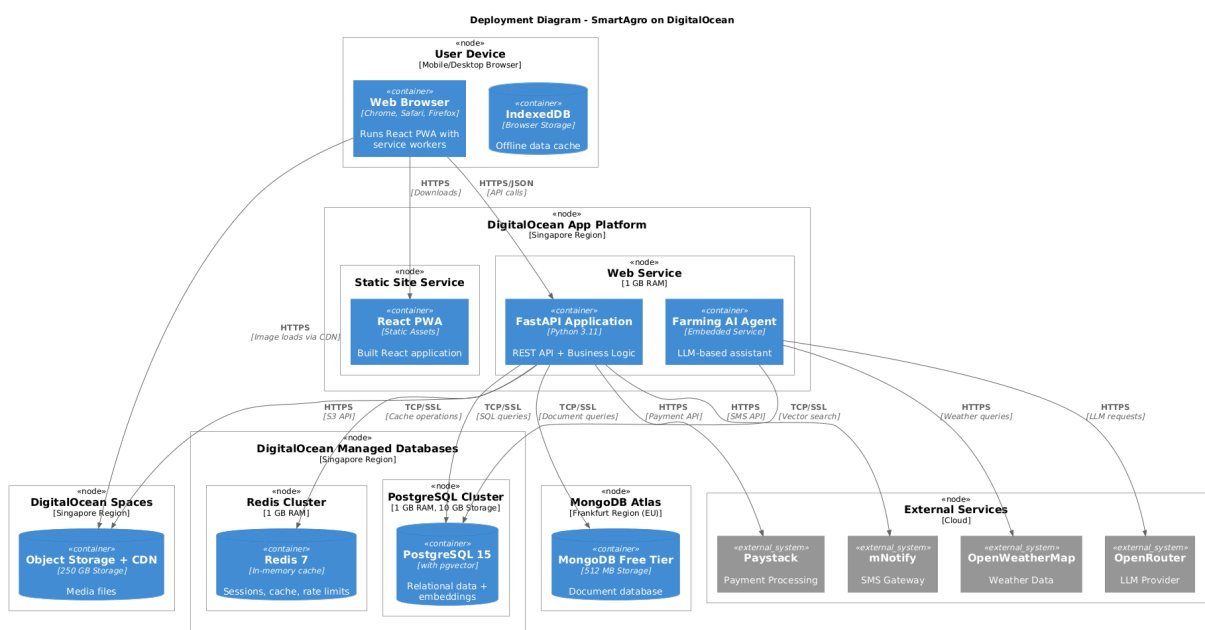 Deployment Diagram - SmartAgro on DigitalOcean
«node»
User Device
[Mobile/Desktop Browser]
«container»
Web Browser
[Chrome, Safari, Firefox]
Runs React PWA with
service workers
«container»
IndexedDB
[Browser Storage]
Offline data cache
HTTPS
[Downloads]
HTTPS/JSON
[API calls]
«node»
DigitalOcean App Platform
[Singapore Region]
«node»
Static Site Service
«container»
React PWA
[Static Assets]
Built React application
«node»
Web Service
[1 GB RAM]
«container»
FastAPI Application
[Python 3.11]
REST API + Business Logic
«container»
Farming AI Agent
[Embedded Service]
LLM-based assistant
HTTPS
[Image loads via CDN]
HTTPS
[S3 API]
TCP/SSL
[Cache operations]
TCP/SSL
[SQL queries]
TCP/SSL
[Document queries]
HTTPS
[Payment API]
HTTPS
[SMS API]
TCP/SSL
[Vector search]
HTTPS
[Weather queries]
HTTPS
[LLM requests]
«node»
DigitalOcean Managed Databases
[Singapore Region]
«node»
DigitalOcean Spaces
[Singapore Region]
«container»
Object Storage + CDN
[250 GB Storage]
Media files
«node»
Redis Cluster
[1 GB RAM]
«container»
Redis 7
[In-memory cache]
Sessions, cache, rate limits
«node»
PostgreSQL Cluster
[1 GB RAM, 10 GB Storage]
«container»
PostgreSQL 15
[with pgvector]
Relational data +
embeddings
«node»
MongoDB Atlas
[Frankfurt Region (EU)]
«container»
MongoDB Free Tier
[512 MB Storage]
Document database
«node»
External Services
[Cloud]
«external_system»
Paystack
Payment Processing
«external_system»
mNotify
SMS Gateway
«external_system»
OpenWeatherMap
Weather Data
«external_system»
OpenRouter
LLM Provider